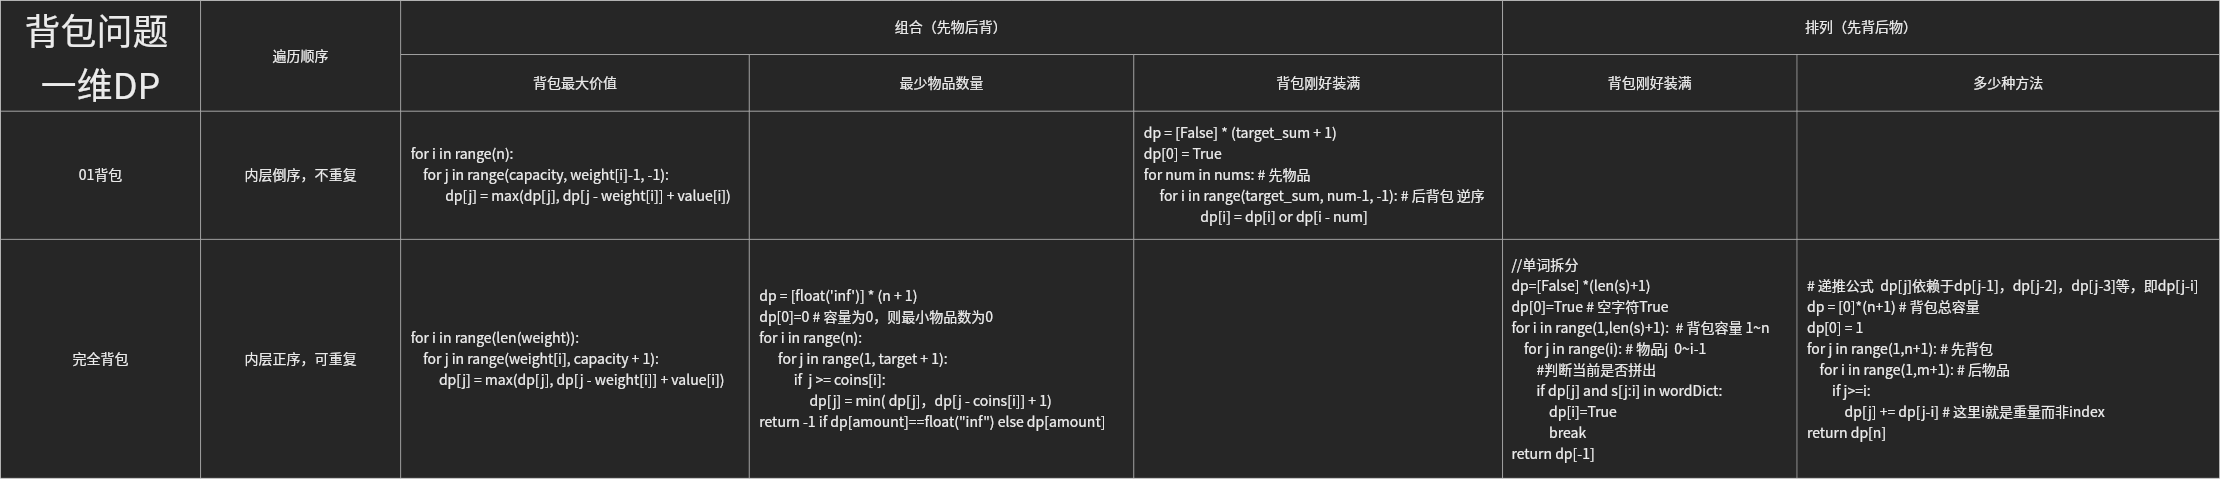 背包问题
一维DP
遍历顺序
组合（先物后背）
排列（先背后物）
背包最大价值
最少物品数量
背包刚好装满
背包刚好装满
多少种方法
01背包
内层倒序，不重复
for i in range(n):
for j in range(capacity, weight[i]-1, -1):
dp[j] = max(dp[j], dp[j - weight[i]] + value[i])
dp = [False] * (target_sum + 1)
dp[0] = True
for num in nums: # 先物品
for i in range(target_sum, num-1, -1): # 后背包 逆序
dp[i] = dp[i] or dp[i - num]
完全背包
内层正序，可重复
for i in range(len(weight)):
for j in range(weight[i], capacity + 1):
dp[j] = max(dp[j], dp[j - weight[i]] + value[i])
dp = [float('inf')] * (n + 1)
dp[0]=0 # 容量为0，则最小物品数为0
for i in range(n):
for j in range(1, target + 1):
if  j >= coins[i]:
dp[j] = min( dp[j]，dp[j - coins[i]] + 1)
return -1 if dp[amount]==float("inf") else dp[amount]
//单词拆分
dp=[False] *(len(s)+1)
dp[0]=True # 空字符True
for i in range(1,len(s)+1):  # 背包容量 1~n
for j in range(i): # 物品j  0~i-1
#判断当前是否拼出
if dp[j] and s[j:i] in wordDict:
dp[i]=True
break
return dp[-1]
# 递推公式  dp[j]依赖于dp[j-1]，dp[j-2]，dp[j-3]等，即dp[j-i]
dp = [0]*(n+1) # 背包总容量
dp[0] = 1
for j in range(1,n+1): # 先背包
for i in range(1,m+1): # 后物品
if j>=i:
dp[j] += dp[j-i] # 这里i就是重量而非index
return dp[n]